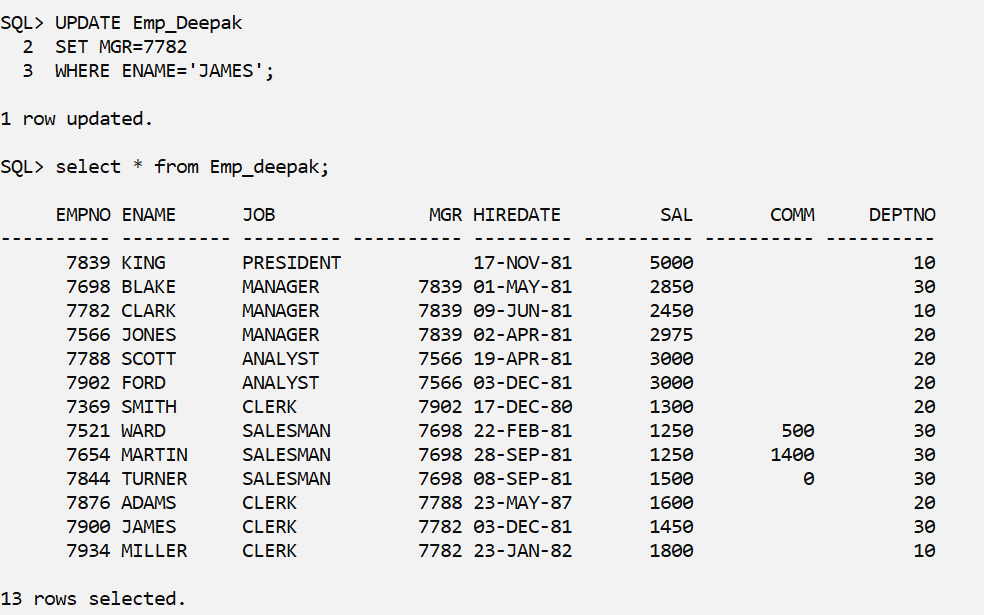 SQL> UPDATE Emp_Deepak
  2  SET MGR=7782
  3  WHERE ENAME='JAMES';

1 row updated.

SQL> select * from Emp_deepak;

     EMPNO ENAME      JOB              MGR HIREDATE         SAL       COMM     DEPTNO
---------- ---------- --------- ---------- --------- ---------- ---------- ----------
      7839 KING       PRESIDENT            17-NOV-81       5000                    10
      7698 BLAKE      MANAGER         7839 01-MAY-81       2850                    30
      7782 CLARK      MANAGER         7839 09-JUN-81       2450                    10
      7566 JONES      MANAGER         7839 02-APR-81       2975                    20
      7788 SCOTT      ANALYST         7566 19-APR-81       3000                    20
      7902 FORD       ANALYST         7566 03-DEC-81       3000                    20
      7369 SMITH      CLERK           7902 17-DEC-80       1300                    20
      7521 WARD       SALESMAN        7698 22-FEB-81       1250        500         30
      7654 MARTIN     SALESMAN        7698 28-SEP-81       1250       1400         30
      7844 TURNER     SALESMAN        7698 08-SEP-81       1500          0         30
      7876 ADAMS      CLERK           7788 23-MAY-87       1600                    20
      7900 JAMES      CLERK           7782 03-DEC-81       1450                    30
      7934 MILLER     CLERK           7782 23-JAN-82       1800                    10

13 rows selected.